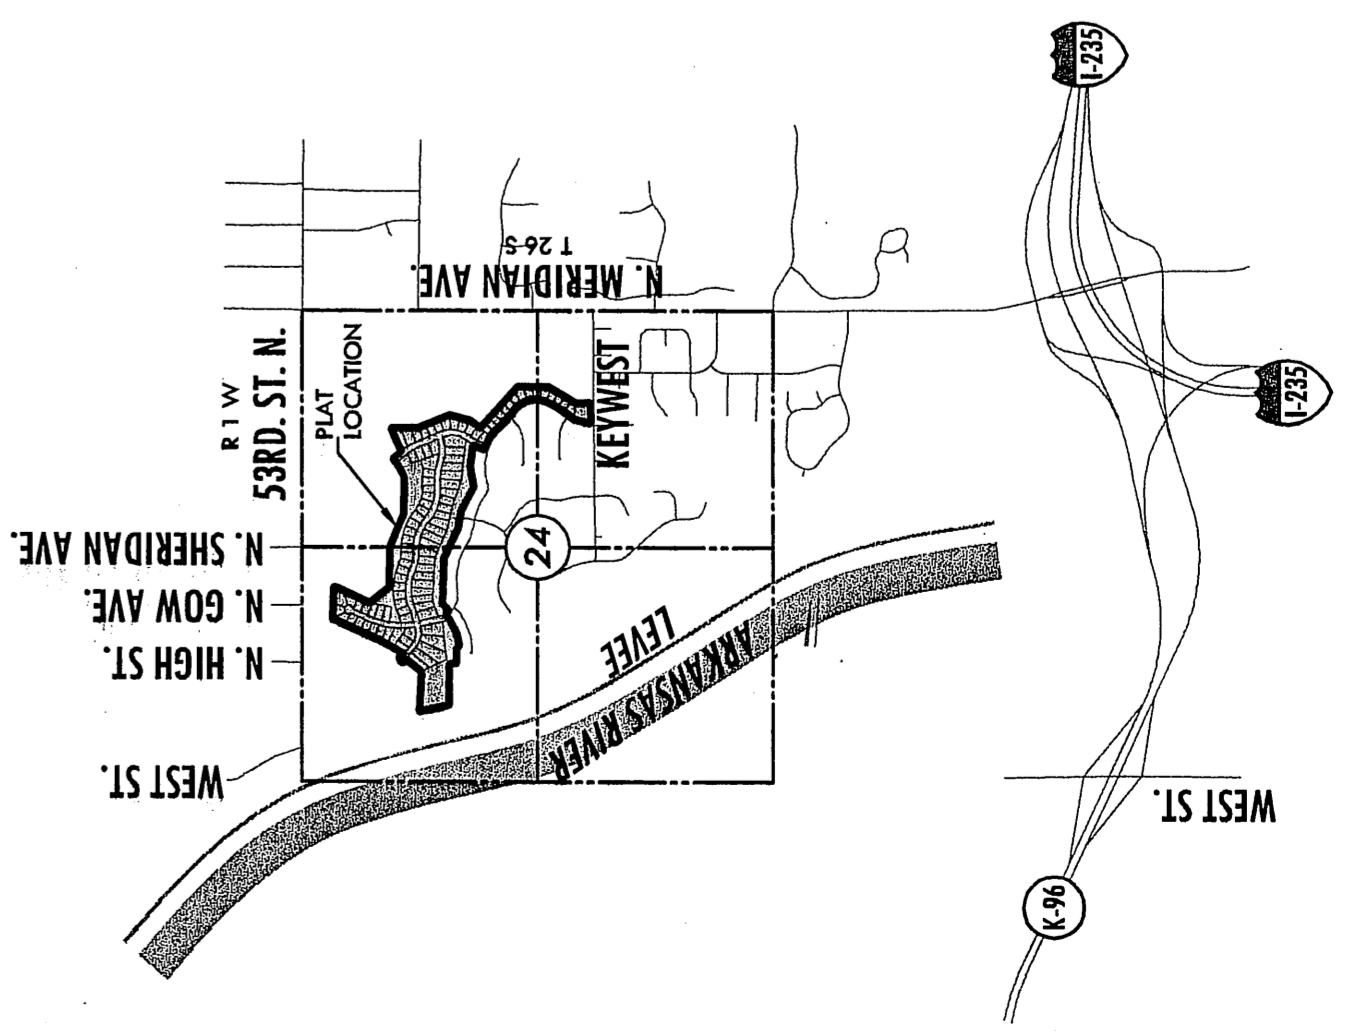 I-235
T 26 S
N. MERIDIAN AVE.
R 1 W
53RD. ST. N.
PLAT
LOCATION
KEYWEST
I-235
N. SHERIDAN AVE.
24
N. GOW AVE.
N. HIGH ST.
LEVEE
ARKANSAS RIVER
WEST ST.
WEST ST.
K-96